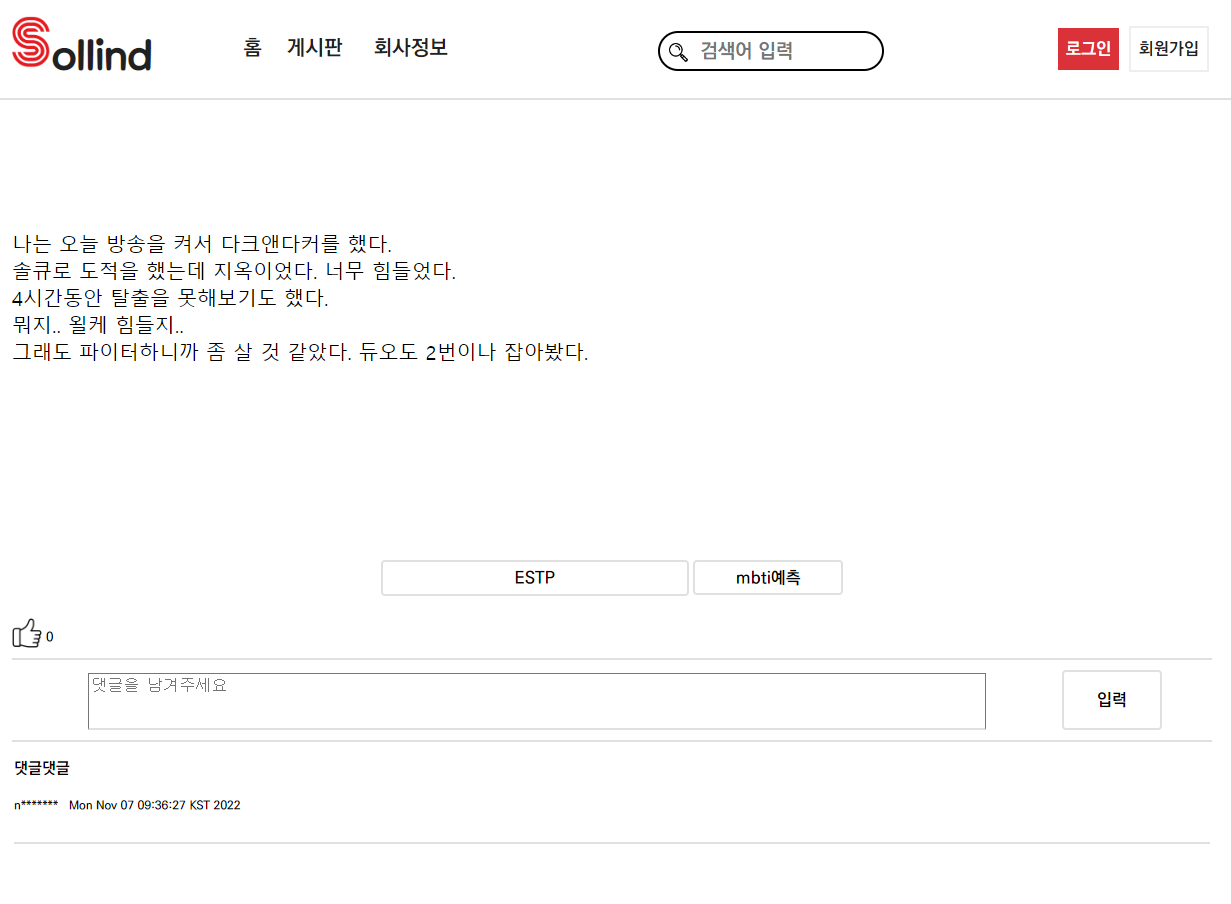 Sollind
홈 게시판 회사정보
검색어 입력
로그인 회원가입
나는 오늘 방송을 켜서 다크앤다커를 했다.
솔큐로 도적을 했는데 지옥이었다. 너무 힘들었다.
4시간동안 탈출을 못해보기도 했다.
뭐지.. 욀케 힘들지..
그래도 파이터하니까 좀 살 것 같았다. 듀오도 2번이나 잡아봤다.
ESTP mbti예측
0
댓글을 남겨주세요
입력
댓글댓글
n******* Mon Nov 07 09:36:27 KST 2022